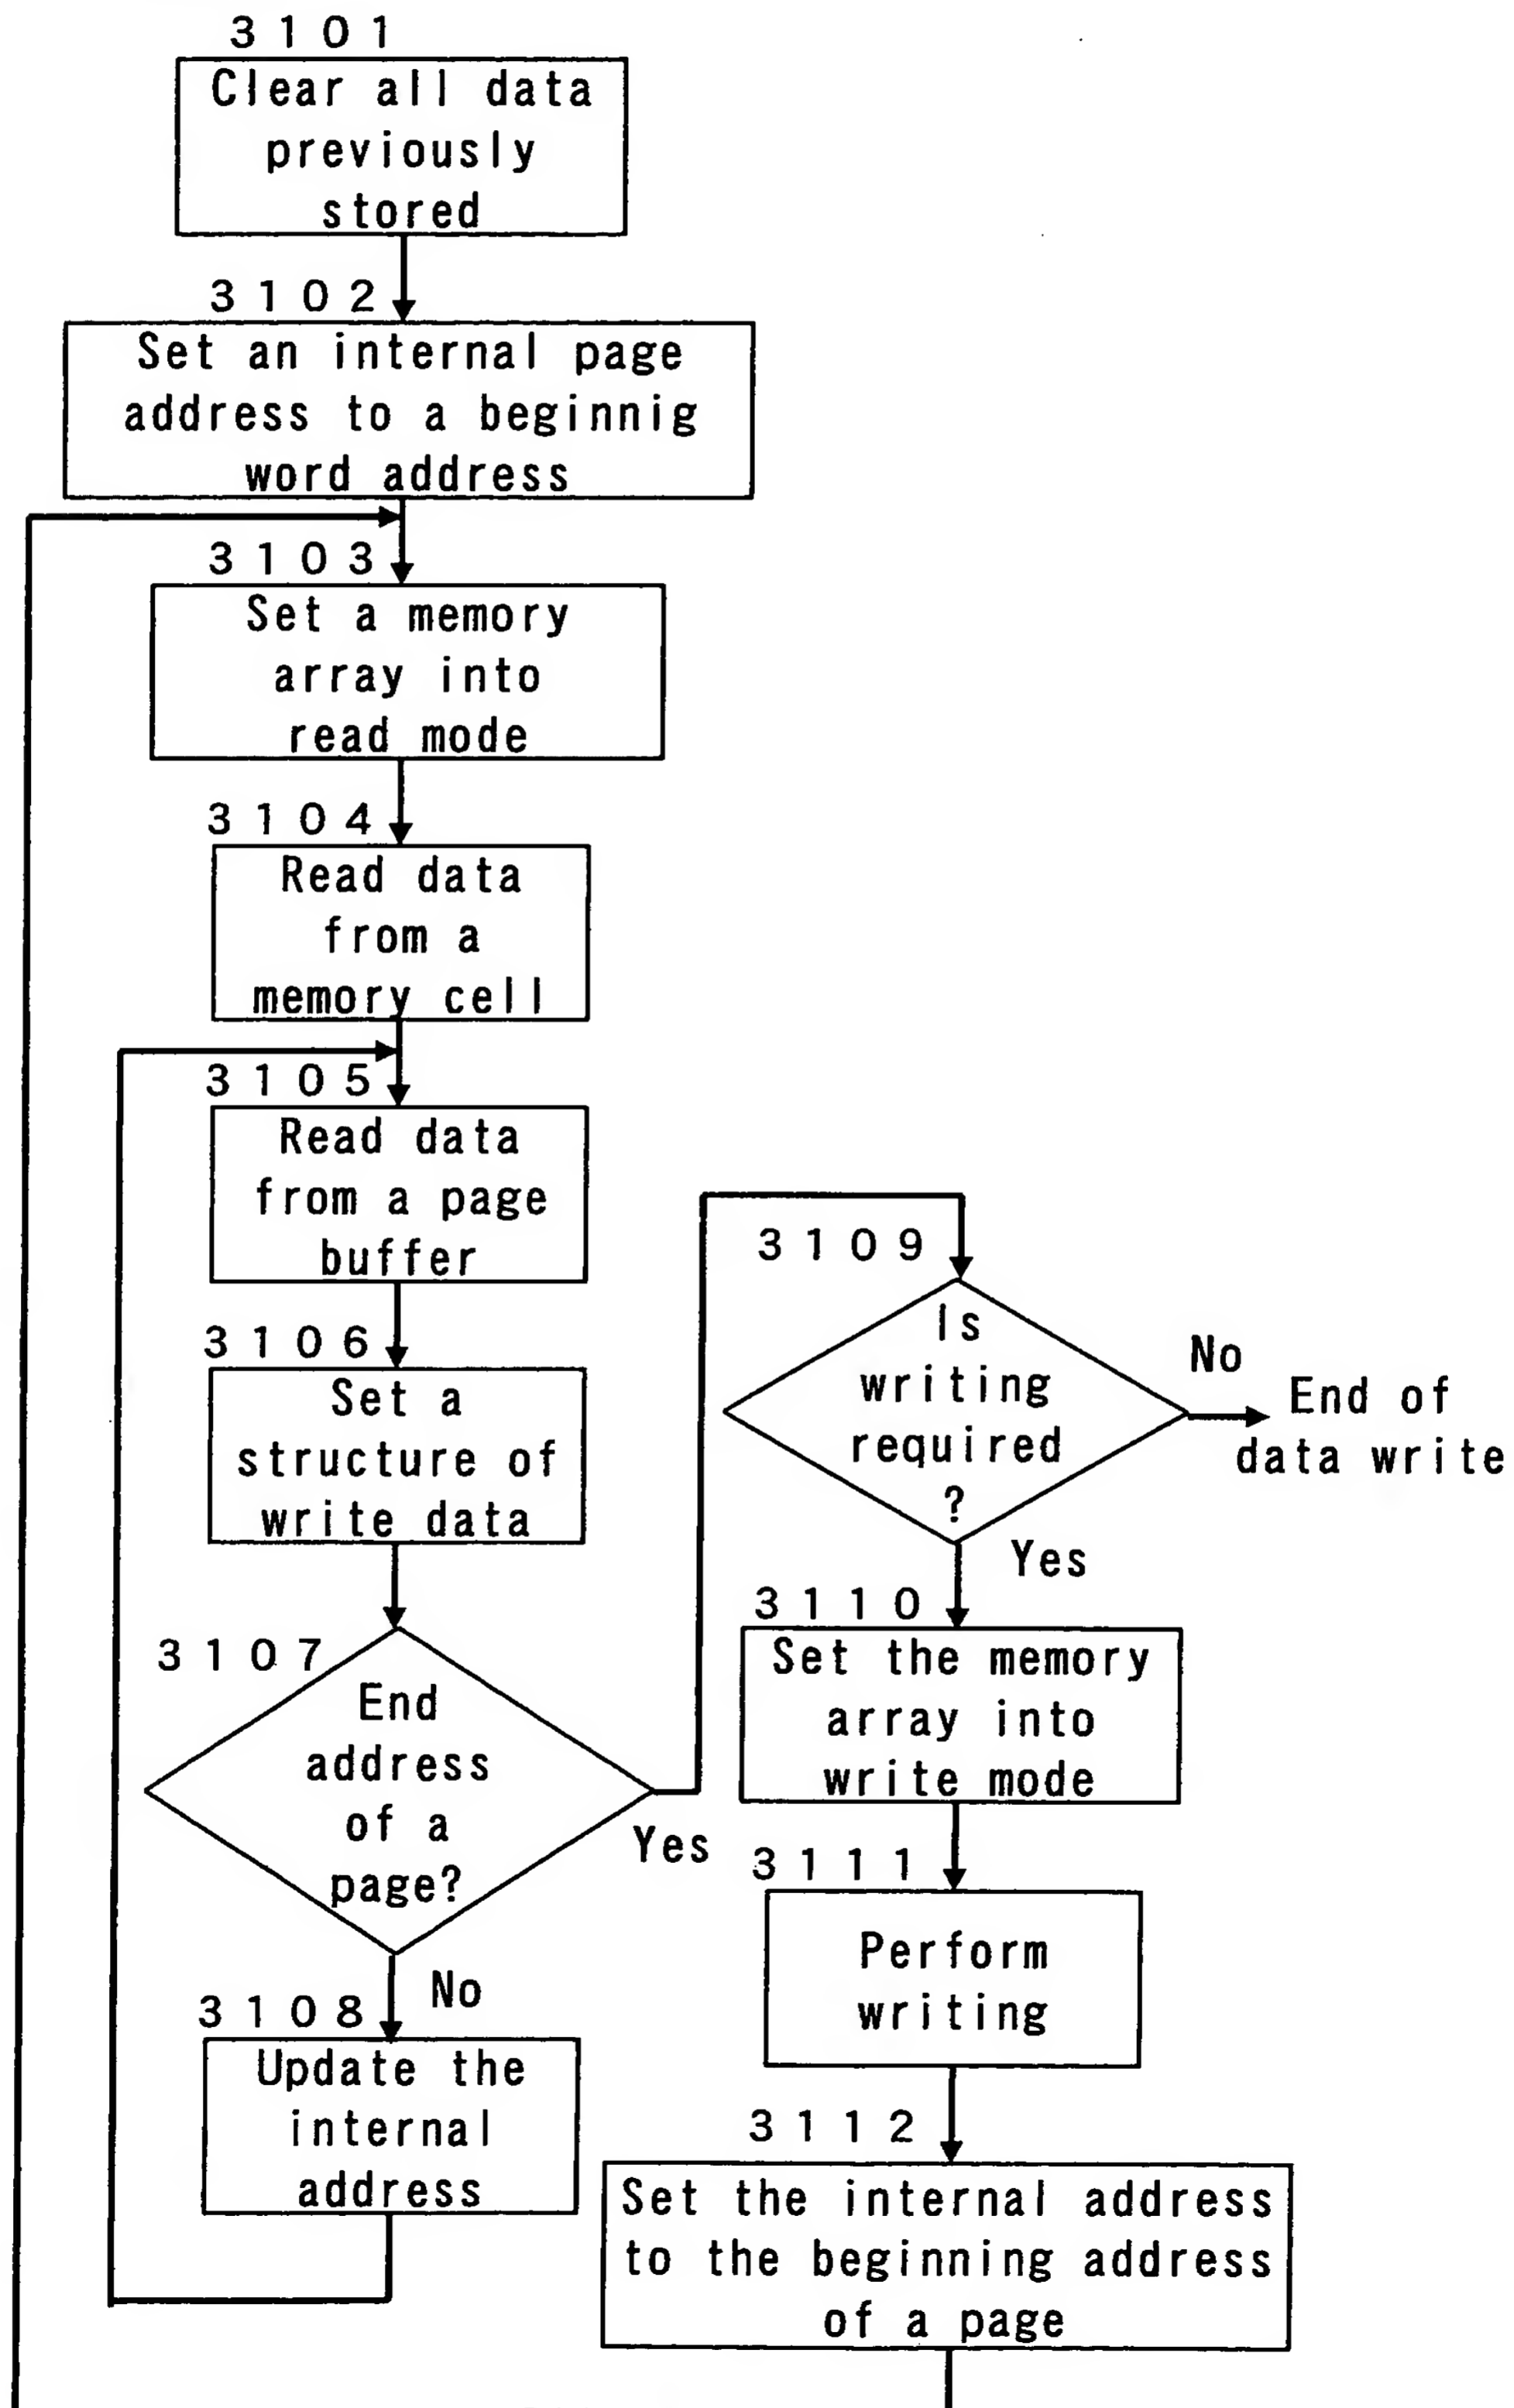 3101
Clear all data
previously
stored
3102
Set an internal page
address to a beginnig
word address
3103
Set a memory
array into
read mode
3104
Read data
from a
memory cell
3105
Read data
from a page
buffer
3106
Set a
structure of
write data
3107
End
address
of a
page?
Yes
No
3108
Update the
internal
address
3109
Is
writing
required
?
No
End of
data write
Yes
3110
Set the memory
array into
write mode
3111
Perform
writing
3112
Set the internal address
to the beginning address
of a page